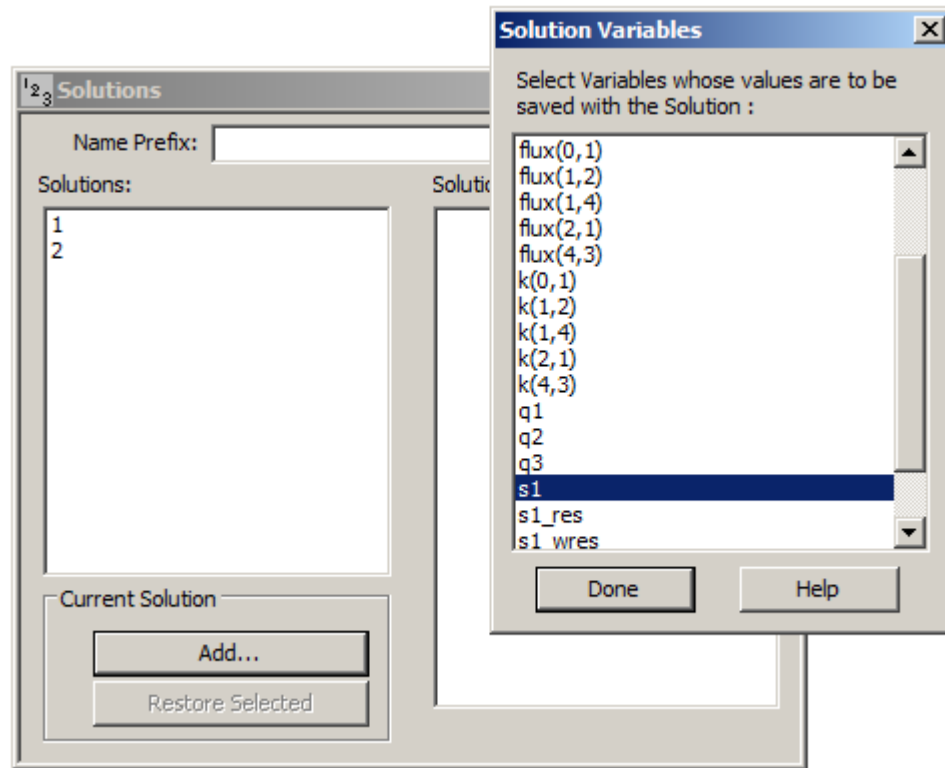 Solution Variables
Select Variables whose values are to be
saved with the Solution :
flux(0,1)
flux(1,2)
flux(1,4)
flux(2,1)
flux(4,3)
k(0,1)
k(1,2)
k(1,4)
k(2,1)
k(4,3)
q1
q2
q3
s1
s1_res
s1_wres
Done
Help
123 Solutions
Name Prefix:
Solutions:
Solutio
1
2
Current Solution
Add...
Restore Selected